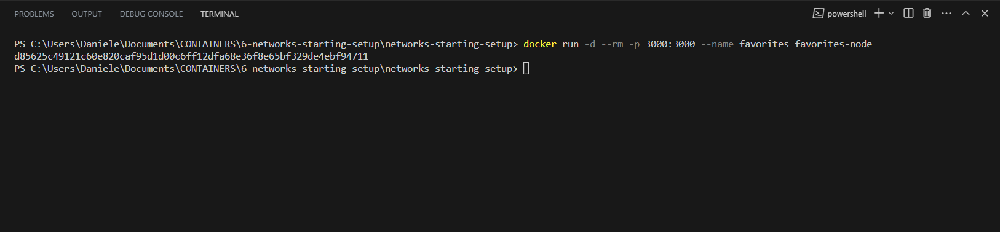 PROBLEMS OUTPUT DEBUG CONSOLE TERMINAL powershell
PS C:\Users\Daniele\Documents\CONTAINERS\6-networks-starting-setup\networks-starting-setup> docker run -d --rm -p 3000:3000 --name favorites favorites-node
d85625c49121c60e820caf95d1d00c6ff12dfa68e36f8e65bf329de4ebf94711
PS C:\Users\Daniele\Documents\CONTAINERS\6-networks-starting-setup\networks-starting-setup>